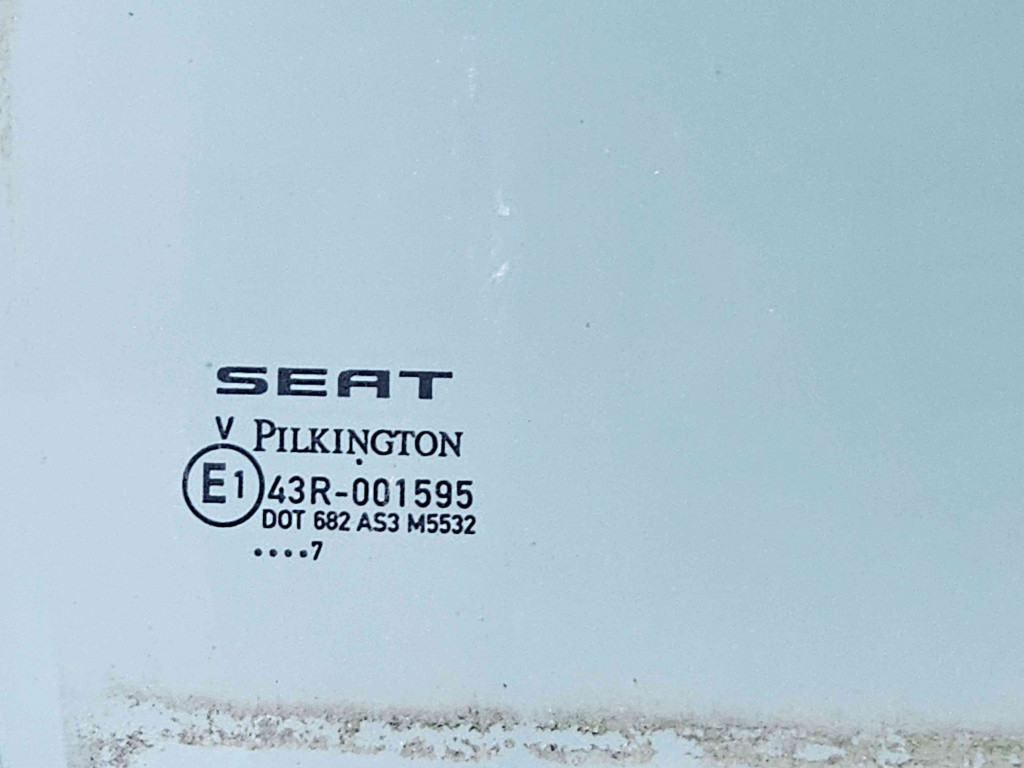 SEAT
V PILKINGTON
E1 43R-001595
DOT 682 AS3 M5532
....7